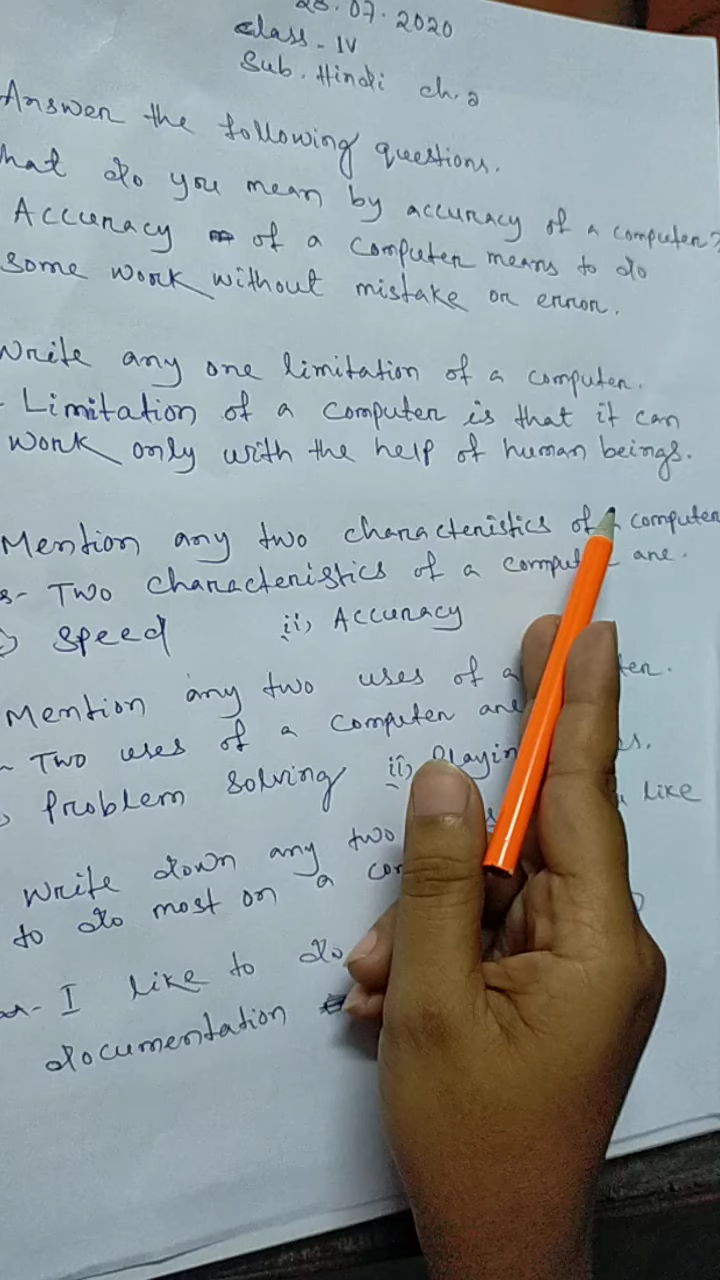 28.07.2020
Class - IV
Sub. Hindi ch. 2
Answer the following questions.
hat do you mean by accuracy of a computer?
Accuracy of a computer means to do
some work without mistake or error.
Write any one limitation of a computer.
- Limitation of a computer is that it can
work only with the help of human beings.
Mention any two characteristics of computer
s- Two characteristics of a computer are.
) speed ii) Accuracy
Mention any two uses of a ter.
- Two uses of a computer are
) Problem solving ii) Playin es.
Write down any two like
to do most on a com
- I like to do
documentation